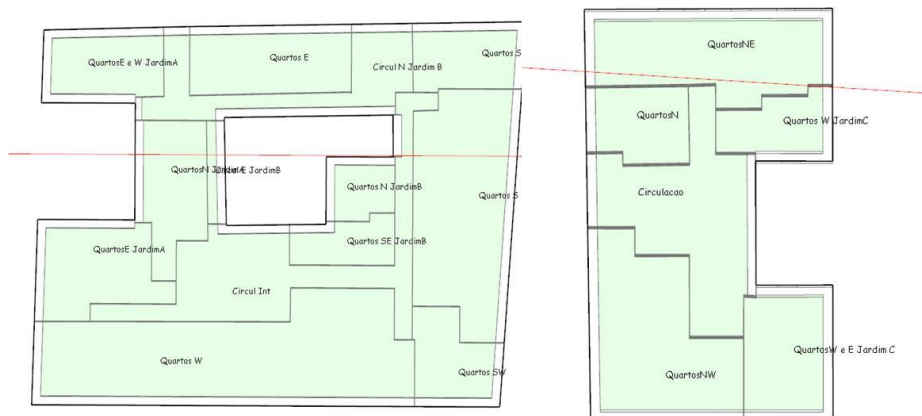 QuartosE e W JardimA
Quartos E
Circul N Jardim B
Quartos S
QuartosN
JardimB
Quartos N JardimB
Quartos S
QuartosE JardimA
Quartos SE JardimB
Circul Int
Quartos W
Quartos SW
QuartosNE
QuartosN
Quartos W JardimC
Circulacao
QuartosW e E Jardim C
QuartosNW